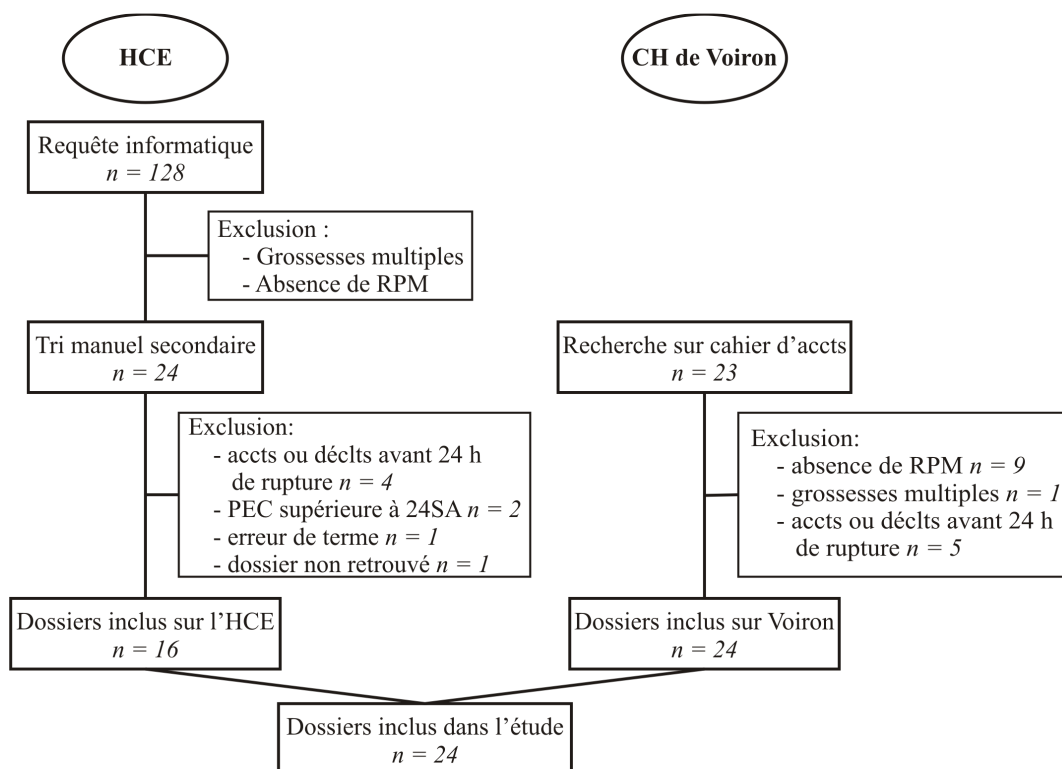 HCE
CH de Voiron
Requête informatique
n = 128
Exclusion :
- Grossesses multiples
- Absence de RPM
Tri manuel secondaire
n = 24
Recherche sur cahier d’accts
n = 23
Exclusion:
- accts ou déclts avant 24 h
de rupture n = 4
- PEC supérieure à 24SA n = 2
- erreur de terme n = 1
- dossier non retrouvé n = 1
Exclusion:
- absence de RPM n = 9
- grossesses multiples n = 1
- accts ou déclts avant 24 h
de rupture n = 5
Dossiers inclus sur l’HCE
n = 16
Dossiers inclus sur Voiron
n = 24
Dossiers inclus dans l’étude
n = 24